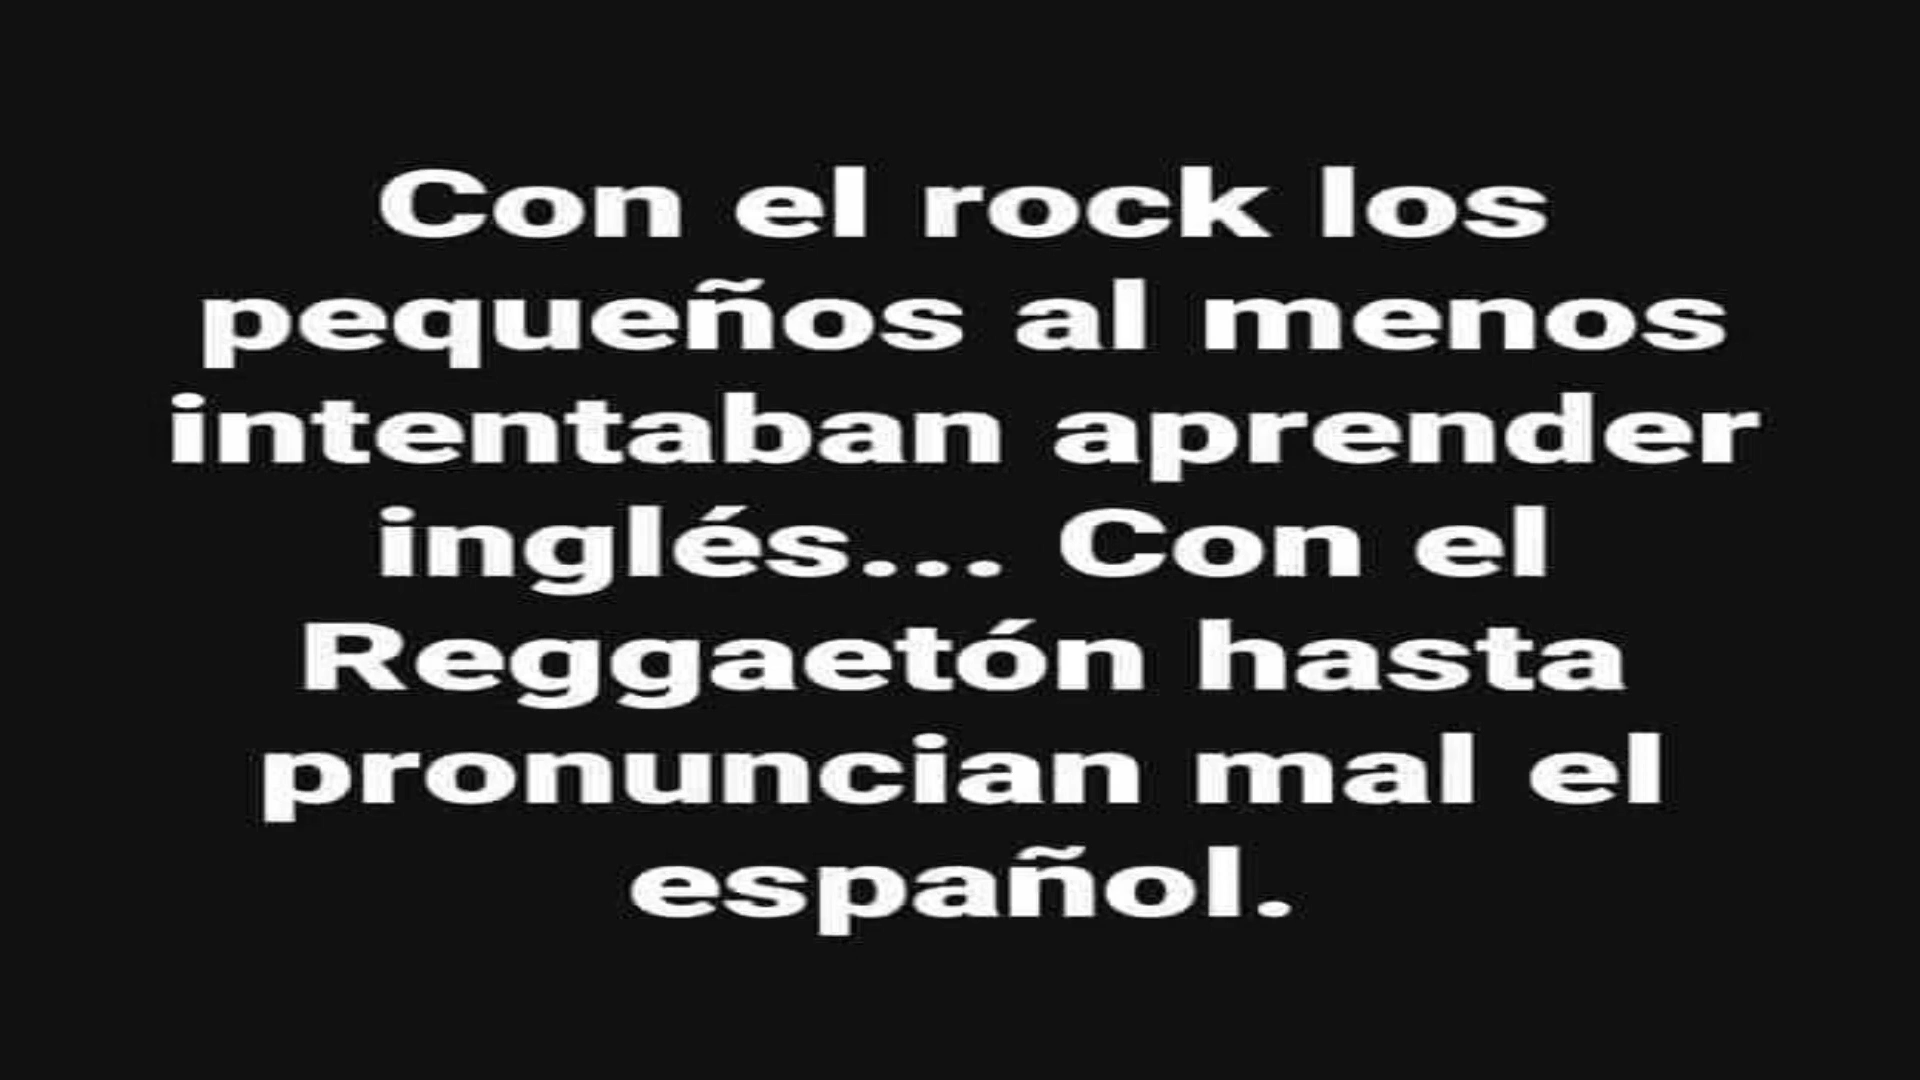 Con el rock los
pequeños al menos
intentaban aprender
inglés... Con el
Reggaetón hasta
pronuncian mal el
español.